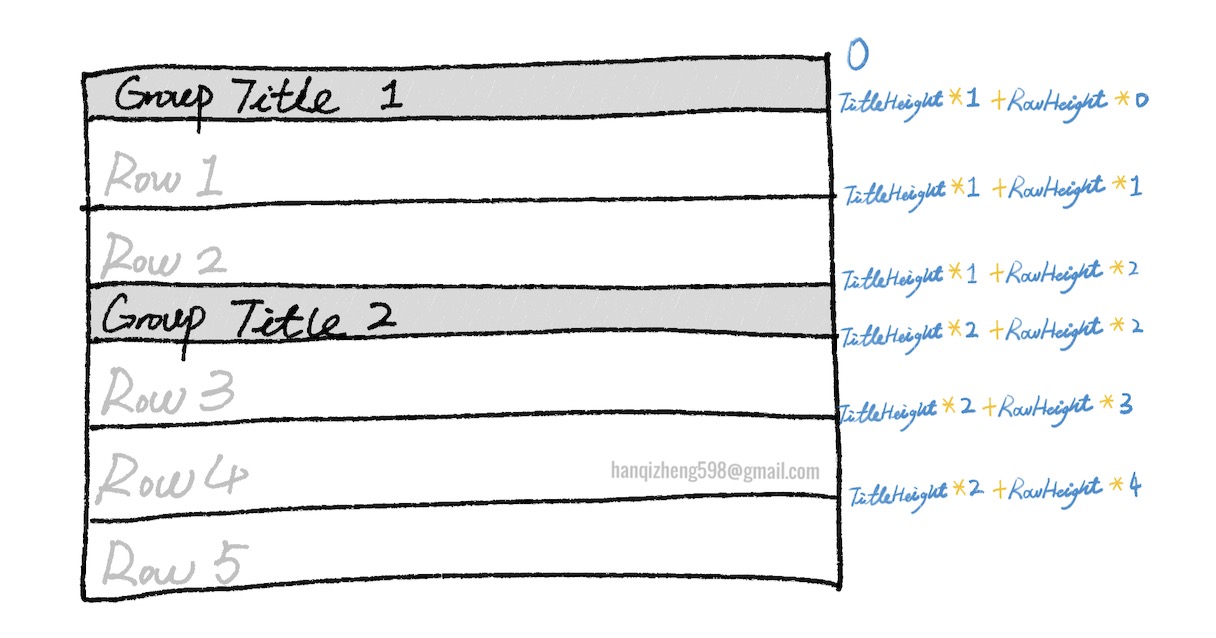 0
Group Title 1
TitleHeight * 1 + RowHeight * 0
Row 1
TitleHeight * 1 + RowHeight * 1
Row 2
TitleHeight * 1 + RowHeight * 2
Group Title 2
TitleHeight * 2 + RowHeight * 2
Row 3
TitleHeight * 2 + RowHeight * 3
Row 4
hanqizheng598@gmail.com
TitleHeight * 2 + RowHeight * 4
Row 5